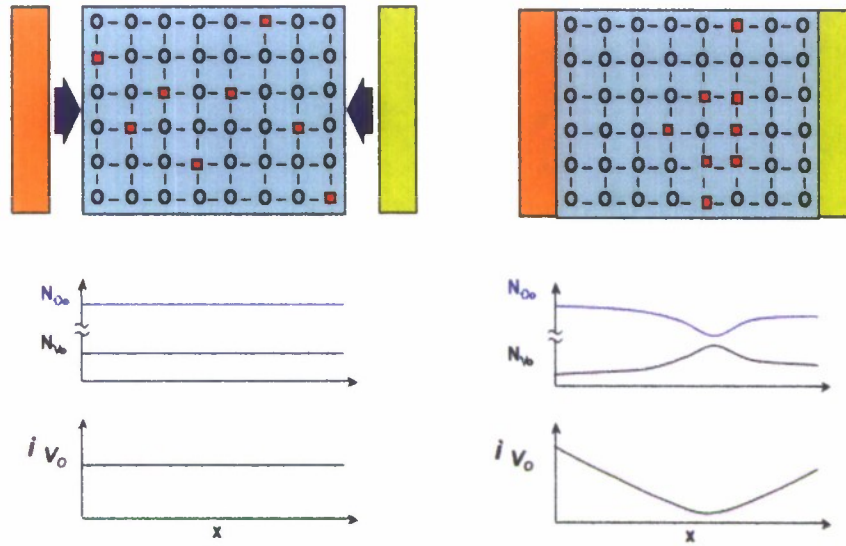 O-O-O-O-O- -O-O
 -O-O-O-O-O-O-O
O-O- -O- -O-O-O
O- -O-O-O-O- -O
O-O-O- -O-O-O-O
O-O-O-O-O-O-O-
N_Oo
N_Vo
i V_O
x
O-O-O-O-O- -O-O
O-O-O-O-O-O-O-O
O-O-O-O- - -O-O
O-O-O- -O- -O-O
O-O-O-O- - -O-O
O-O-O-O- -O-O-O
N_Oo
N_Vo
i V_O
x